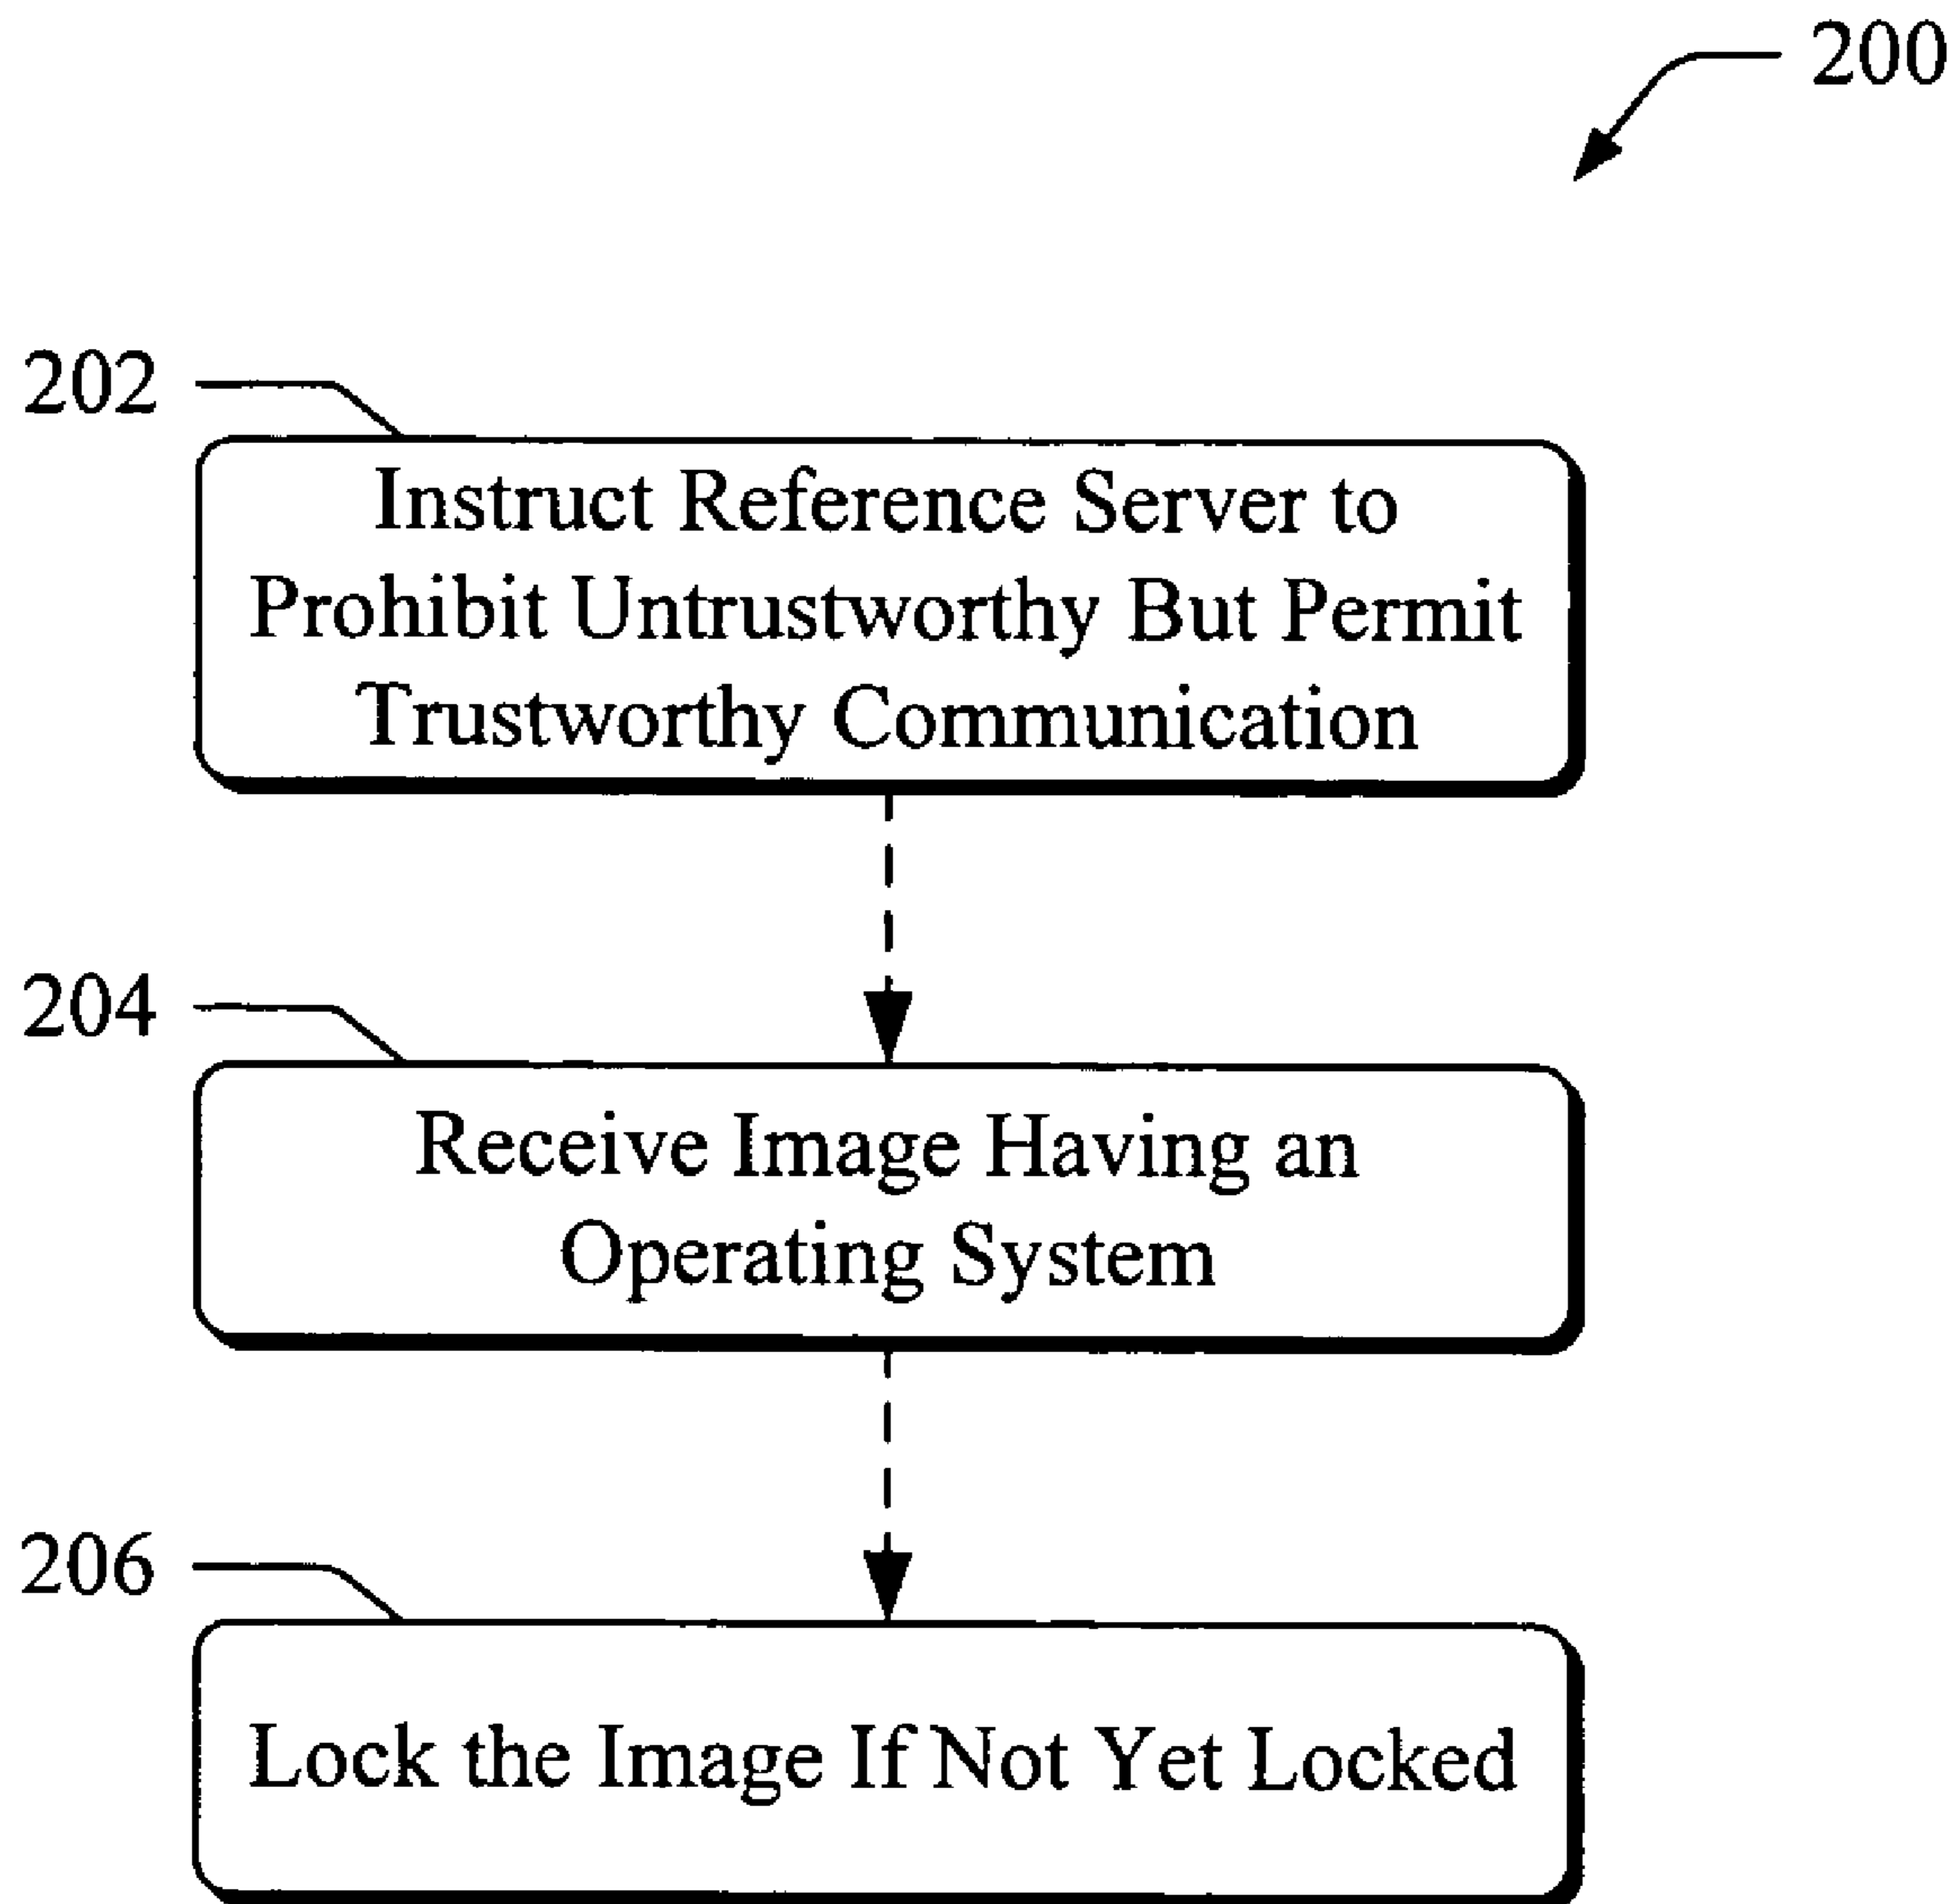 200
202
Instruct Reference Server to
Prohibit Untrustworthy But Permit
Trustworthy Communication
204
Receive Image Having an
Operating System
206
Lock the Image If Not Yet Locked